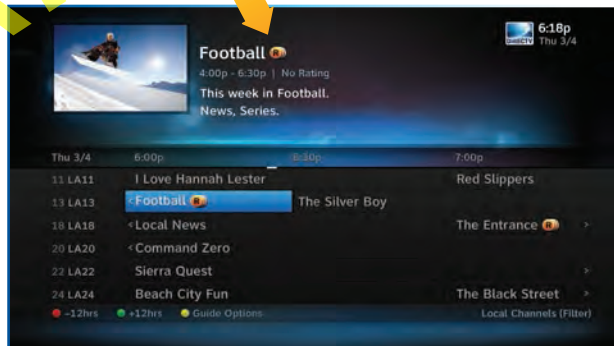 6:18p
DIRECTV Thu 3/4
Football R
4:00p - 6:30p | No Rating
This week in Football.
News, Series.
Thu 3/4 6:00p 6:30p 7:00p
11 LA11 I Love Hannah Lester Red Slippers
13 LA13 <Football R The Silver Boy
18 LA18 <Local News The Entrance R >
20 LA20 <Command Zero
22 LA22 Sierra Quest >
24 LA24 Beach City Fun The Black Street >
-12hrs +12hrs Guide Options Local Channels (Filter)